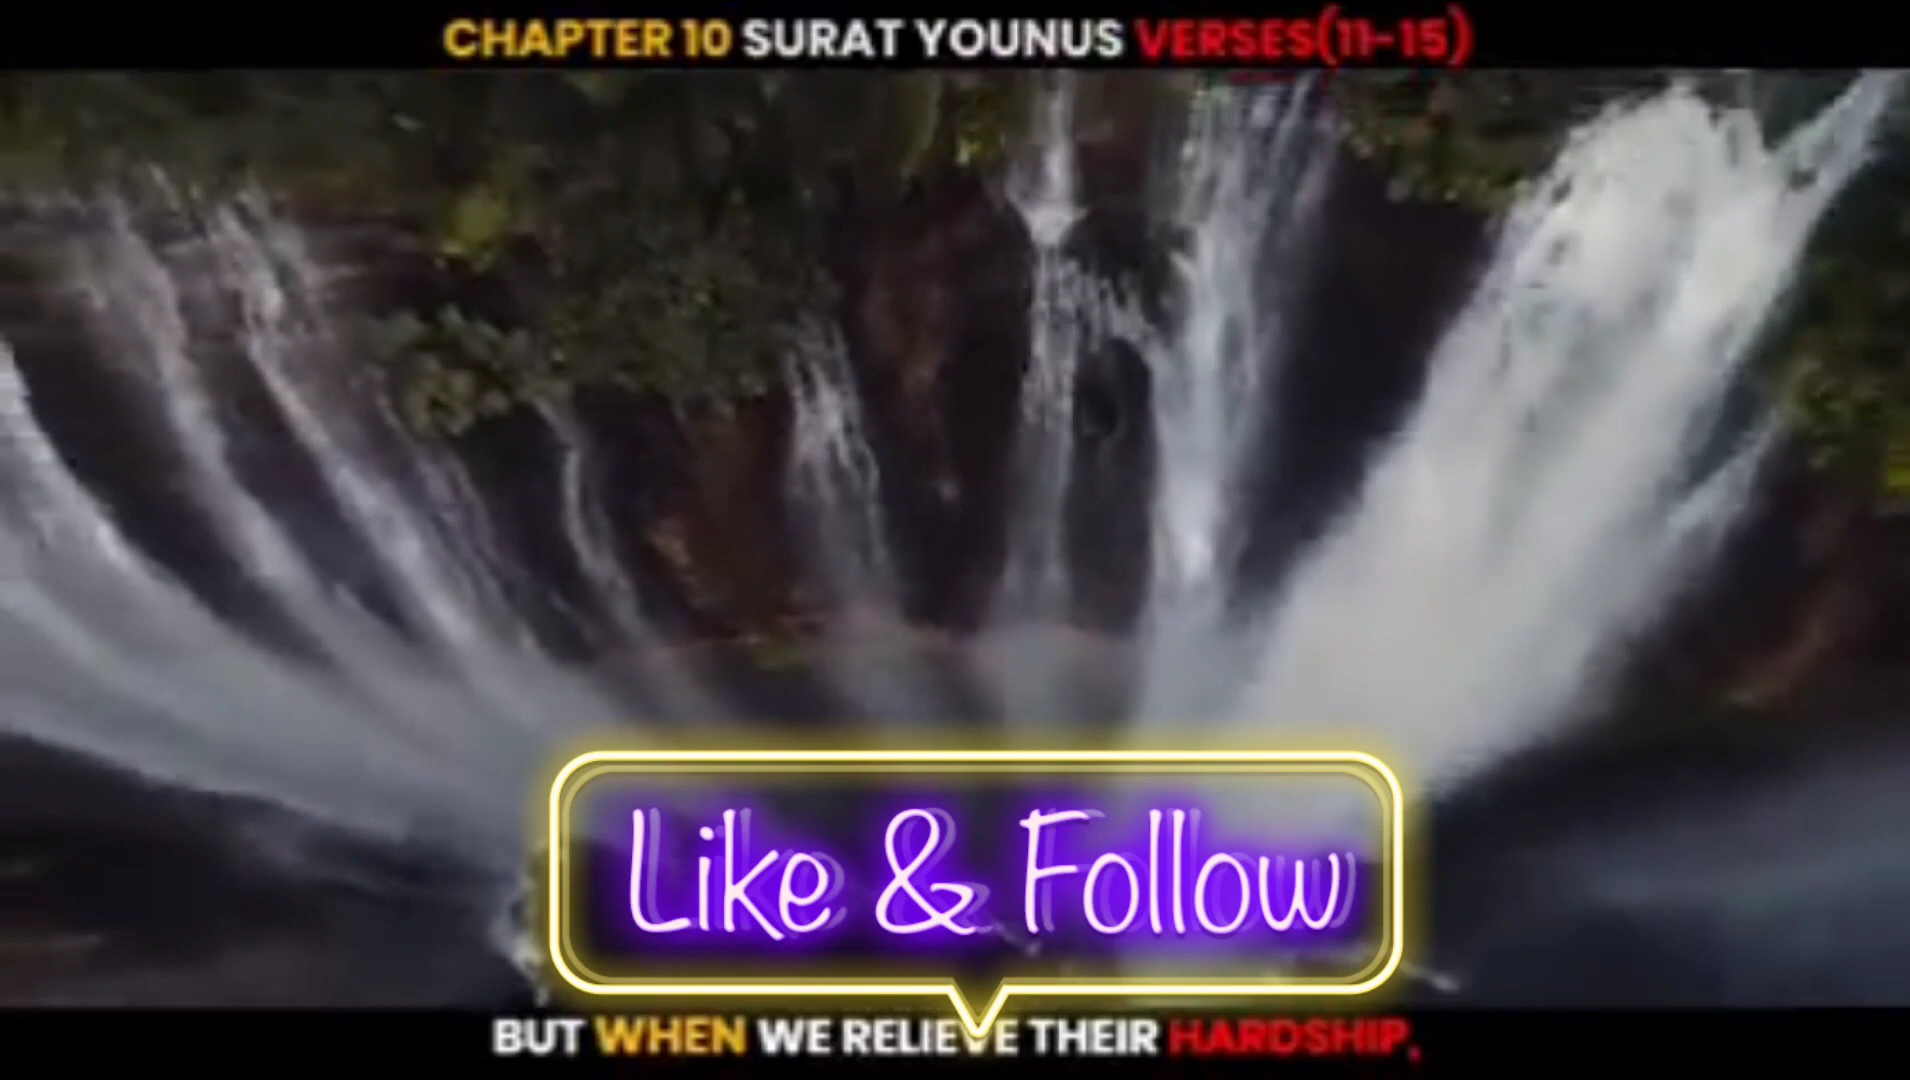 CHAPTER 10 SURAT YOUNUS VERSES(11-15)
Like & Follow
BUT WHEN WE RELIEVE THEIR HARDSHIP,